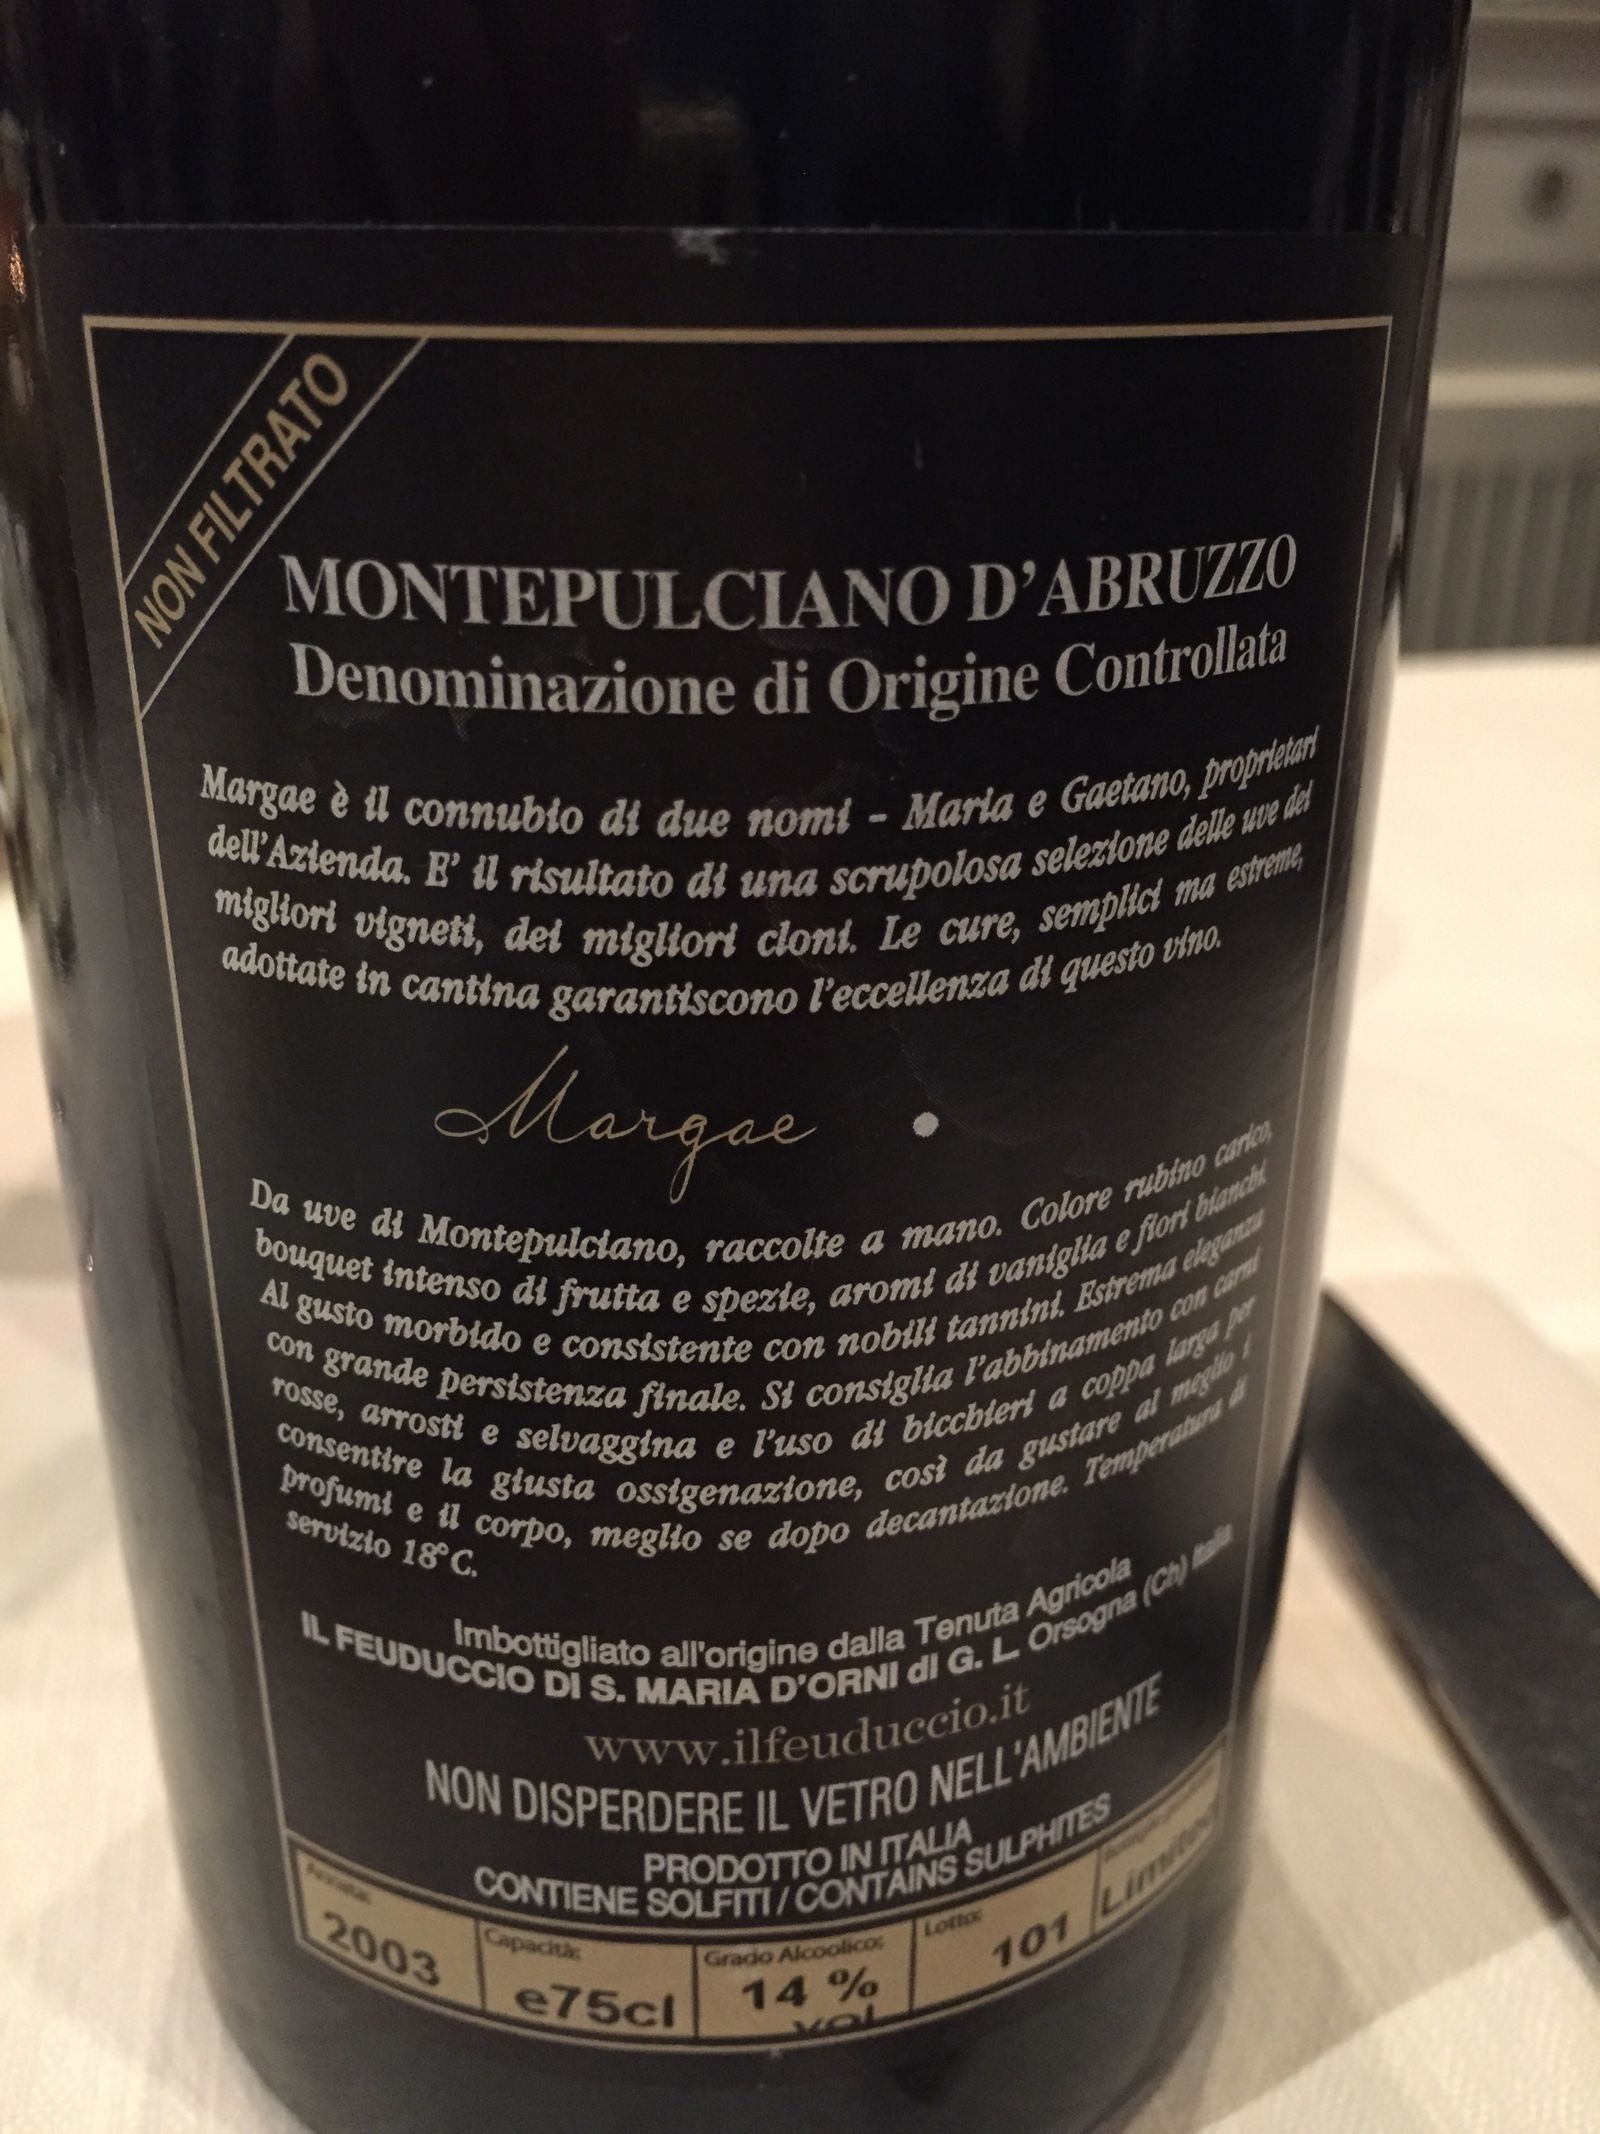 NON FILTRATO
MONTEPULCIANO D'ABRUZZO
Denominazione di Origine Controllata
Margae è il connubio di due nomi - Maria e Gaetano, proprietari
dell'Azienda. E' il risultato di una scrupolosa selezione delle uve dei
migliori vigneti, dei migliori cloni. Le cure, semplici ma estreme,
adottate in cantina garantiscono l'eccellenza di questo vino.
Margae
Da uve di Montepulciano, raccolte a mano. Colore rubino carico,
bouquet intenso di frutta e spezie, aromi di vaniglia e fiori bianchi.
Al gusto morbido e consistente con nobili tannini. Estrema eleganza
con grande persistenza finale. Si consiglia l'abbinamento con carni
rosse, arrosti e selvaggina e l'uso di bicchieri a coppa larga per
consentire la giusta ossigenazione, così da gustare al meglio i
profumi e il corpo, meglio se dopo decantazione. Temperatura di
servizio 18°C.
Imbottigliato all'origine dalla Tenuta Agricola
IL FEUDUCCIO DI S. MARIA D'ORNI di G. L. Orsogna (Ch) Italia
www.ilfeuduccio.it
NON DISPERDERE IL VETRO NELL'AMBIENTE
PRODOTTO IN ITALIA
CONTIENE SOLFITI / CONTAINS SULPHITES
Annata:
2003
Capacità:
e75cl
Grado Alcoolico:
14 %
vol
Lotto:
101
Limited